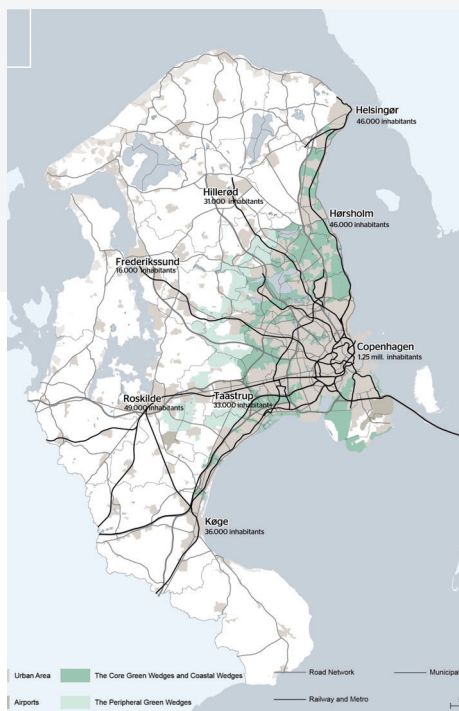 Helsingør
46.000 inhabitants
Hillerød
31.000 inhabitants
Hørsholm
46.000 inhabitants
Frederikssund
16.000 inhabitants
Copenhagen
1.25 mill. inhabitants
Roskilde
49.000 inhabitants
Taastrup
33.000 inhabitants
Køge
36.000 inhabitants
Urban Area
The Core Green Wedges and Coastal Wedges
Road Network
Municipal
Airports
The Peripheral Green Wedges
Railway and Metro